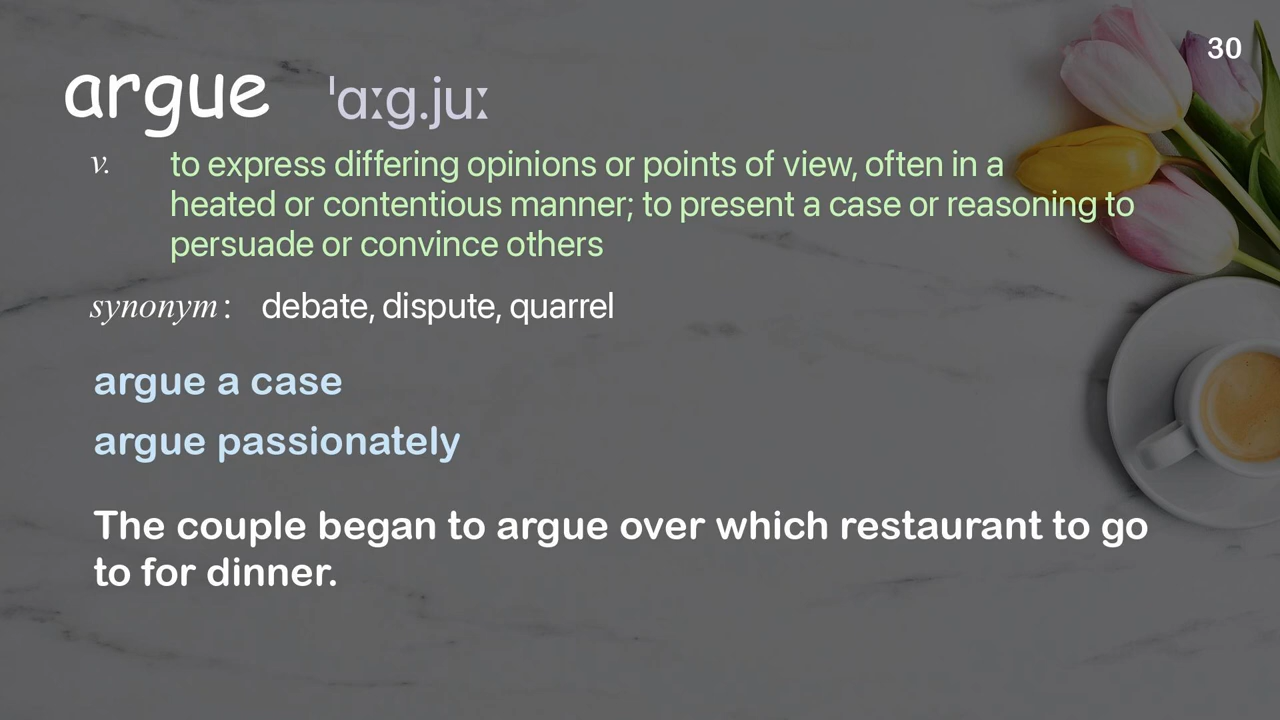 30
argue ˈɑːɡ.juː
v. to express differing opinions or points of view, often in a
heated or contentious manner; to present a case or reasoning to
persuade or convince others
synonym: debate, dispute, quarrel
argue a case
argue passionately
The couple began to argue over which restaurant to go
to for dinner.